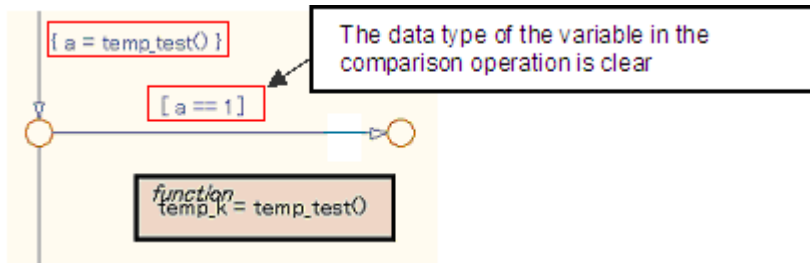 { a = temp_test() }
The data type of the variable in the
comparison operation is clear
[ a == 1 ]
function
temp_k = temp_test()